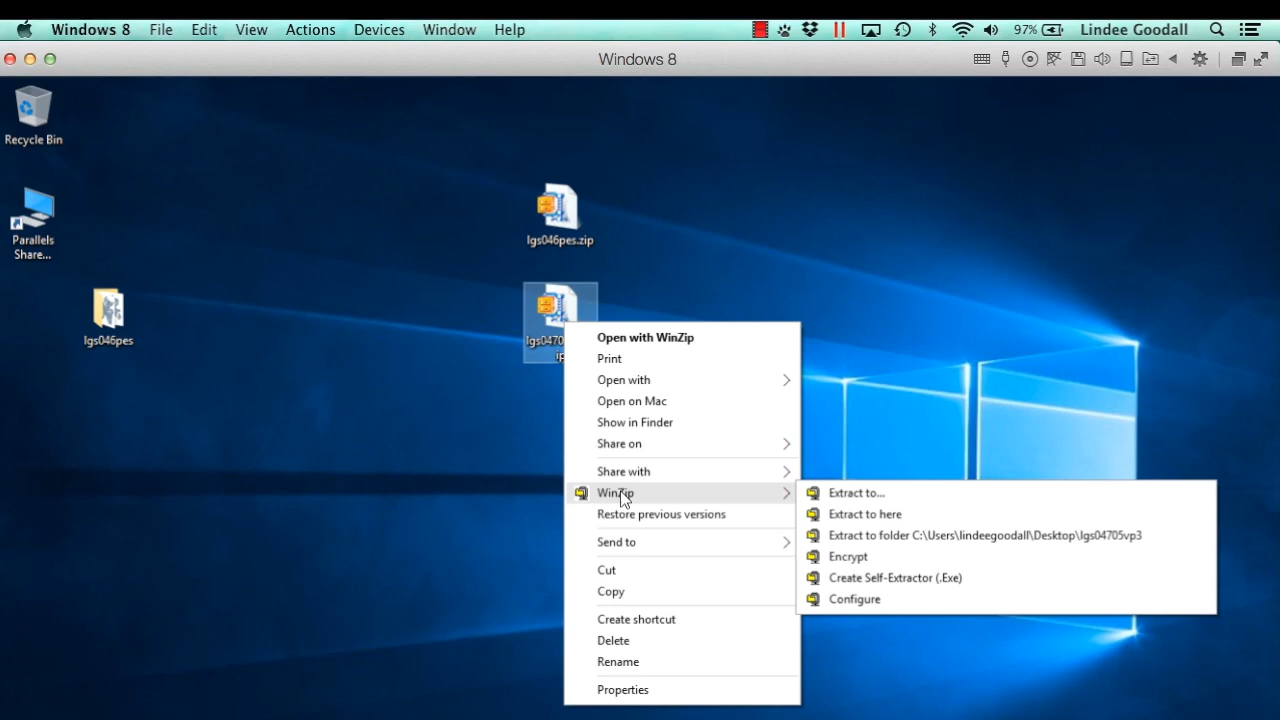 Windows 8 File Edit View Actions Devices Window Help 97% Lindee Goodall
Windows 8
Recycle Bin
Parallels
Share...
lgs046pes
lgs046pes.zip
Open with WinZip
Print
Open with
Open on Mac
Show in Finder
Share on
Share with
WinZip
Restore previous versions
Send to
Cut
Copy
Create shortcut
Delete
Rename
Properties
Extract to...
Extract to here
Extract to folder C:\Users\lindeegoodall\Desktop\lgs04705vp3
Encrypt
Create Self-Extractor (.Exe)
Configure